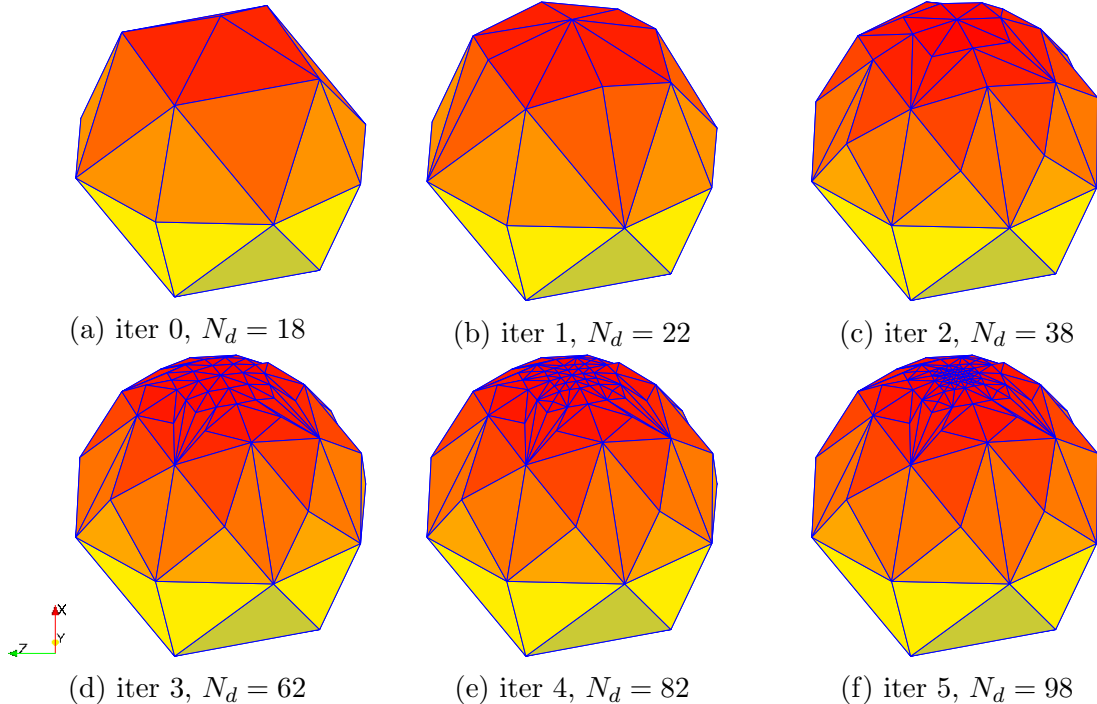 (a) iter 0, $N_d = 18$
(b) iter 1, $N_d = 22$
(c) iter 2, $N_d = 38$
X
Y
Z
(d) iter 3, $N_d = 62$
(e) iter 4, $N_d = 82$
(f) iter 5, $N_d = 98$